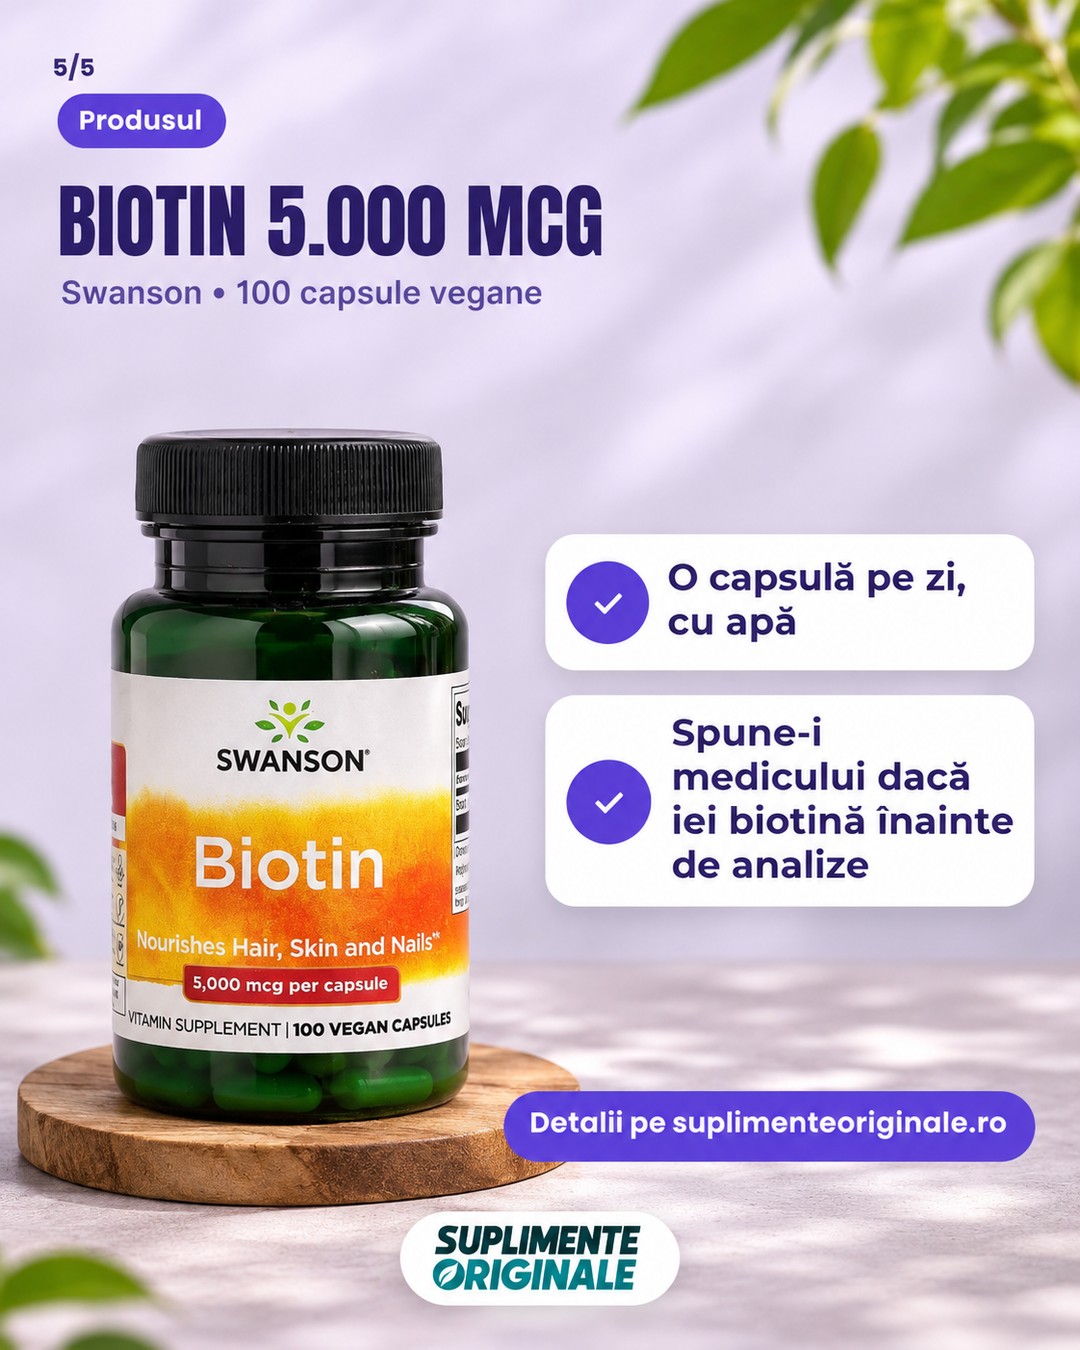 5/5
Produsul
BIOTIN 5.000 MCG
Swanson • 100 capsule vegane
O capsulă pe zi,
cu apă
Spune-i
medicului dacă
iei biotină înainte
de analize
SWANSON®
Biotin
Nourishes Hair, Skin and Nails**
5,000 mcg per capsule
VITAMIN SUPPLEMENT | 100 VEGAN CAPSULES
Detalii pe suplimenteoriginale.ro
SUPLIMENTE
ORIGINALE